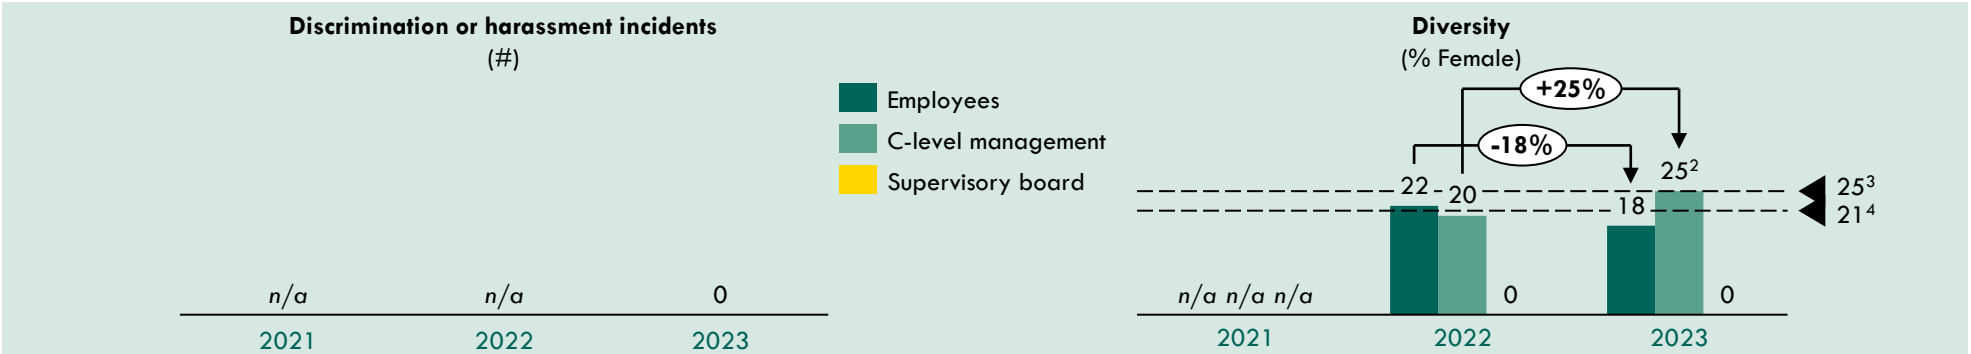 Discrimination or harassment incidents
(#)
n/a n/a 0
2021 2022 2023
Employees
C-level management
Supervisory board
Diversity
(% Female)
+25%
-18%
22 20 18 25²
25³
21⁴
n/a n/a n/a 0 0
2021 2022 2023